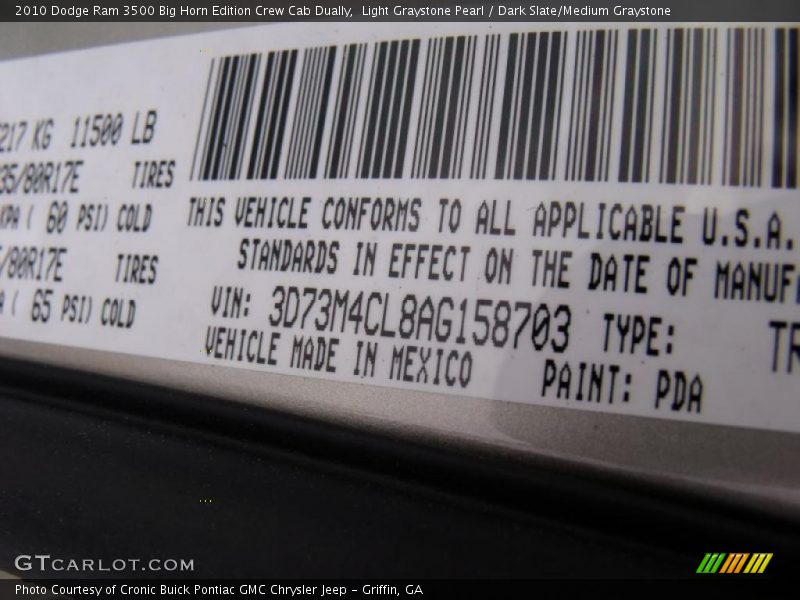 2010 Dodge Ram 3500 Big Horn Edition Crew Cab Dually, Light Graystone Pearl / Dark Slate/Medium Graystone
217 KG 11500 LB
35/80R17E TIRES
KPA ( 60 PSI) COLD
/80R17E TIRES
A ( 65 PSI) COLD
THIS VEHICLE CONFORMS TO ALL APPLICABLE U.S.A.
STANDARDS IN EFFECT ON THE DATE OF MANUF
VIN: 3D73M4CL8AG158703 TYPE: TR
VEHICLE MADE IN MEXICO PAINT: PDA
GTCARLOT.COM
Photo Courtesy of Cronic Buick Pontiac GMC Chrysler Jeep - Griffin, GA